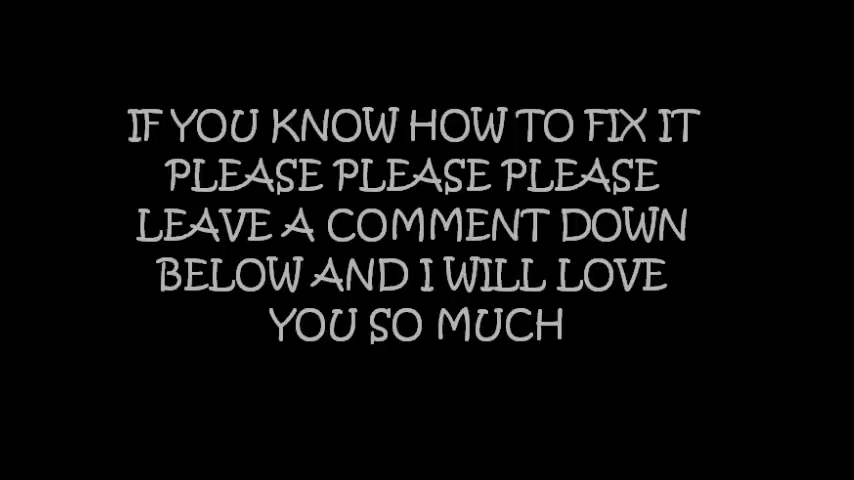 IF YOU KNOW HOW TO FIX IT
PLEASE PLEASE PLEASE
LEAVE A COMMENT DOWN
BELOW AND I WILL LOVE
YOU SO MUCH